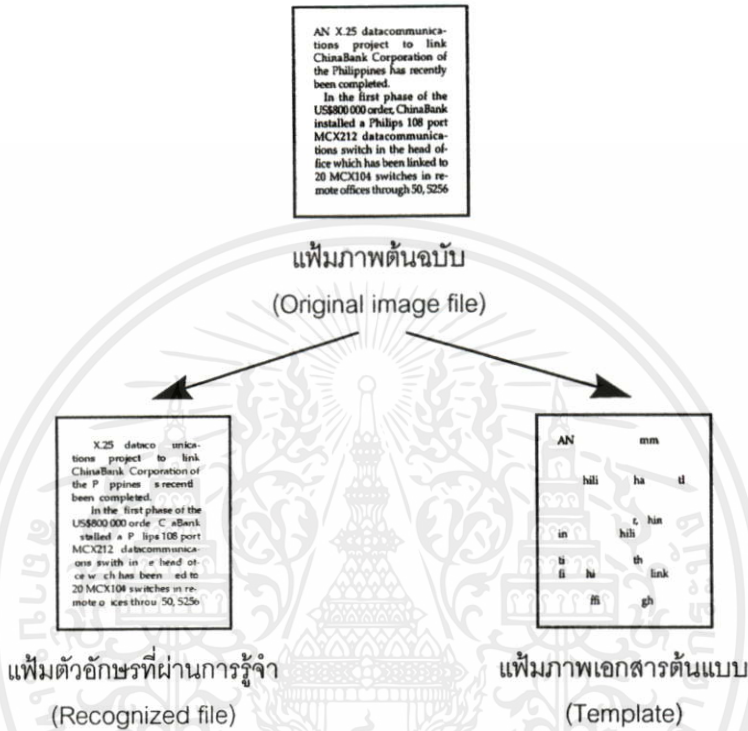 AN X.25 datacommunica-
tions project to link
ChinaBank Corporation of
the Philippines has recently
been completed.
In the first phase of the
US$800 000 order, ChinaBank
installed a Philips 108 port
MCX212 datacommunica-
tions switch in the head of-
fice which has been linked to
20 MCX104 switches in re-
mote offices through 50, S256
แฟ้มภาพต้นฉบับ
(Original image file)
X.25 dataco unica-
tions project to link
ChinaBank Corporation of
the P ppines s recentl
been completed.
In the first phase of the
US$800 000 orde C aBank
stalled a P lips 108 port
MCX212 datacommunica-
ons swith in e head of-
ce w ch has been ed to
20 MCX104 switches in re-
mote o ices throu 50, S256
แฟ้มตัวอักษรที่ผ่านการรู้จำ
(Recognized file)
AN mm
hili ha tl
r, hin
in hili
ti th
fi hi link
ffi gh
แฟ้มภาพเอกสารต้นแบบ
(Template)